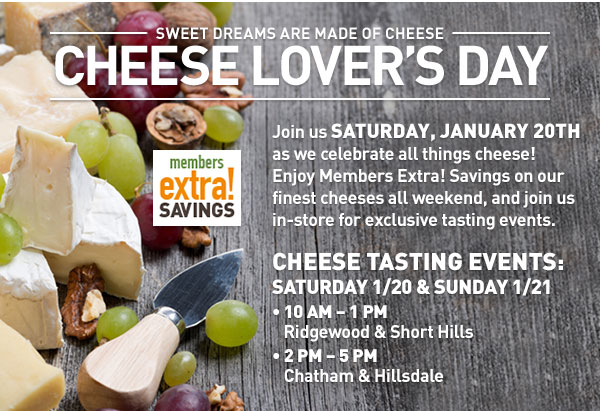 SWEET DREAMS ARE MADE OF CHEESE
CHEESE LOVER'S DAY
Join us SATURDAY, JANUARY 20TH
as we celebrate all things cheese!
Enjoy Members Extra! Savings on our
finest cheeses all weekend, and join us
in-store for exclusive tasting events.
members
extra!
SAVINGS
CHEESE TASTING EVENTS:
SATURDAY 1/20 & SUNDAY 1/21
• 10 AM – 1 PM
Ridgewood & Short Hills
• 2 PM – 5 PM
Chatham & Hillsdale